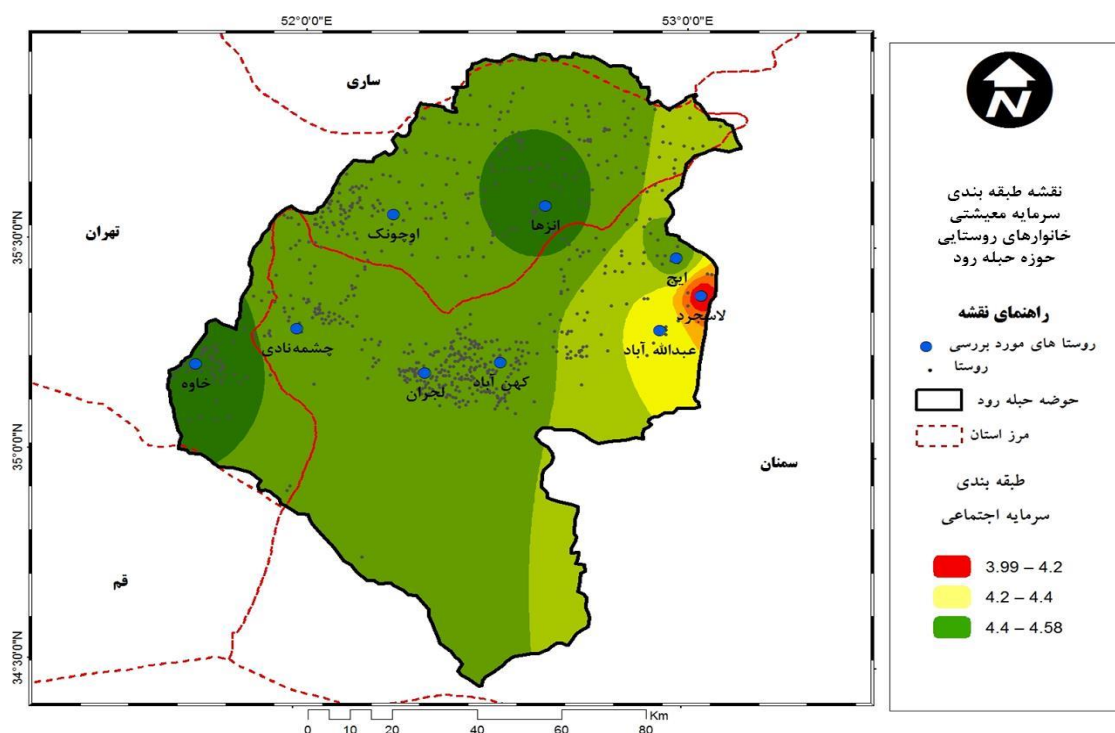 52°0'0"E
53°0'0"E
35°30'0"N
35°0'0"N
34°30'0"N
ساری
تهران
سمنان
قم
اوچونک
انزها
ایج
لاسجرد
عبدالله آباد
چشمه نادی
خاوه
لجران
کهن آباد
0 10 20 40 60 80
Km
N
نقشه طبقه بندی
سرمایه معیشتی
خانوارهای روستایی
حوزه حبله رود
راهنمای نقشه
روستا های مورد بررسی
روستا
حوضه حبله رود
مرز استان
طبقه بندی
سرمایه اجتماعی
3.99 – 4.2
4.2 – 4.4
4.4 – 4.58